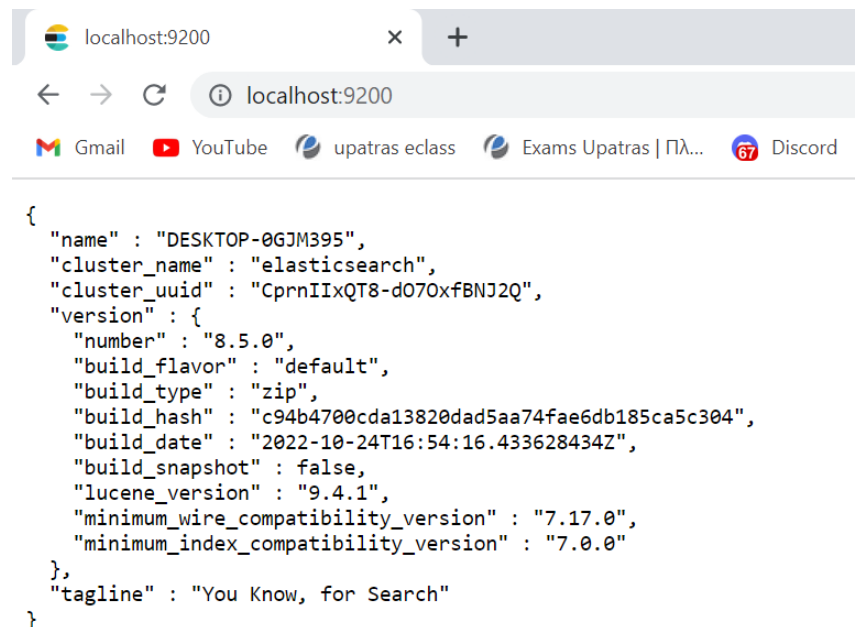 localhost:9200
localhost:9200
Gmail YouTube upatras eclass Exams Upatras | Πλ... 67 Discord
{
  "name" : "DESKTOP-0GJM395",
  "cluster_name" : "elasticsearch",
  "cluster_uuid" : "CprnIIxQT8-dO7OxfBNJ2Q",
  "version" : {
    "number" : "8.5.0",
    "build_flavor" : "default",
    "build_type" : "zip",
    "build_hash" : "c94b4700cda13820dad5aa74fae6db185ca5c304",
    "build_date" : "2022-10-24T16:54:16.433628434Z",
    "build_snapshot" : false,
    "lucene_version" : "9.4.1",
    "minimum_wire_compatibility_version" : "7.17.0",
    "minimum_index_compatibility_version" : "7.0.0"
  },
  "tagline" : "You Know, for Search"
}